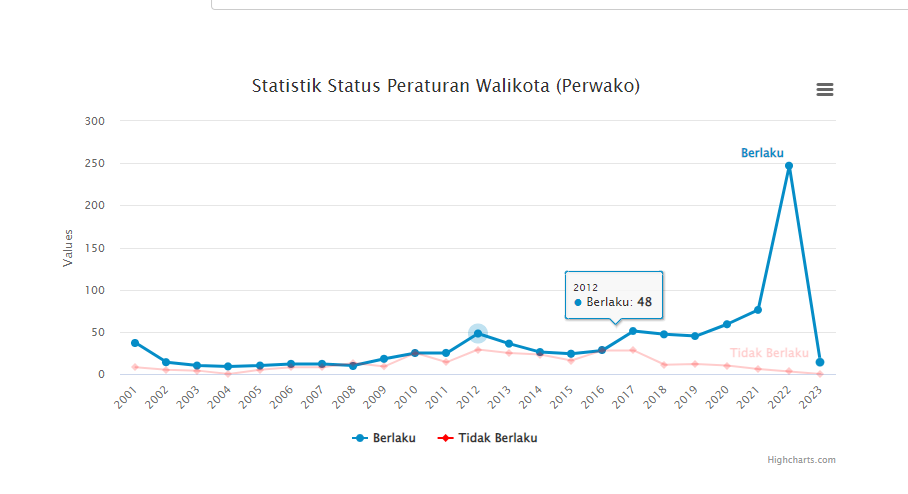 Statistik Status Peraturan Walikota (Perwako)
300
250
200
150
100
50
0
Values
Berlaku
2012
Berlaku: 48
Tidak Berlaku
2001 2002 2003 2004 2005 2006 2007 2008 2009 2010 2011 2012 2013 2014 2015 2016 2017 2018 2019 2020 2021 2022 2023
Berlaku Tidak Berlaku
Highcharts.com